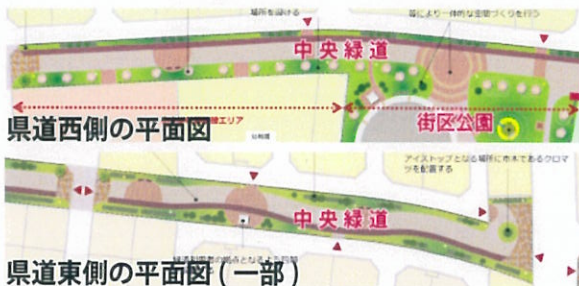 場所を設ける
等により一体的な空間づくりを行う
中央緑道
エリア
街区公園
県道西側の平面図
アイストップとなる場所に市木であるクロマ
ツを配置する
中央緑道
県道東側の平面図(一部)